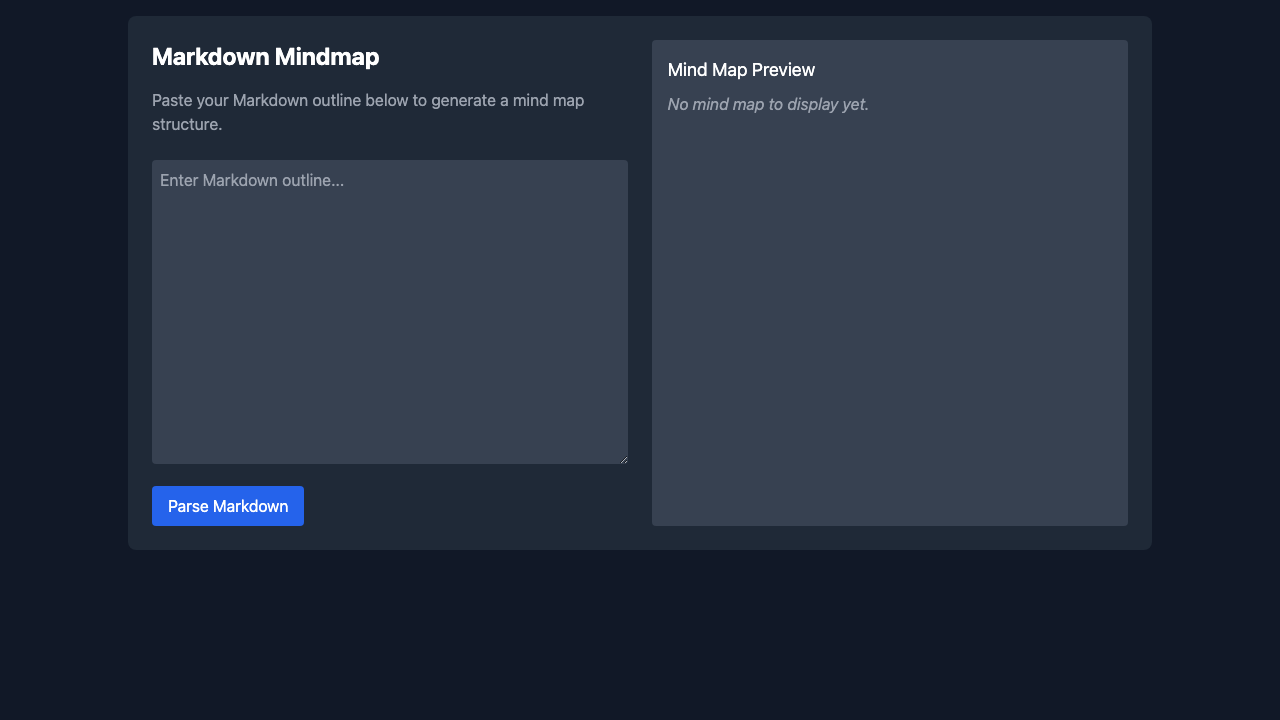 Markdown Mindmap
Paste your Markdown outline below to generate a mind map
structure.
Enter Markdown outline...
Parse Markdown
Mind Map Preview
No mind map to display yet.